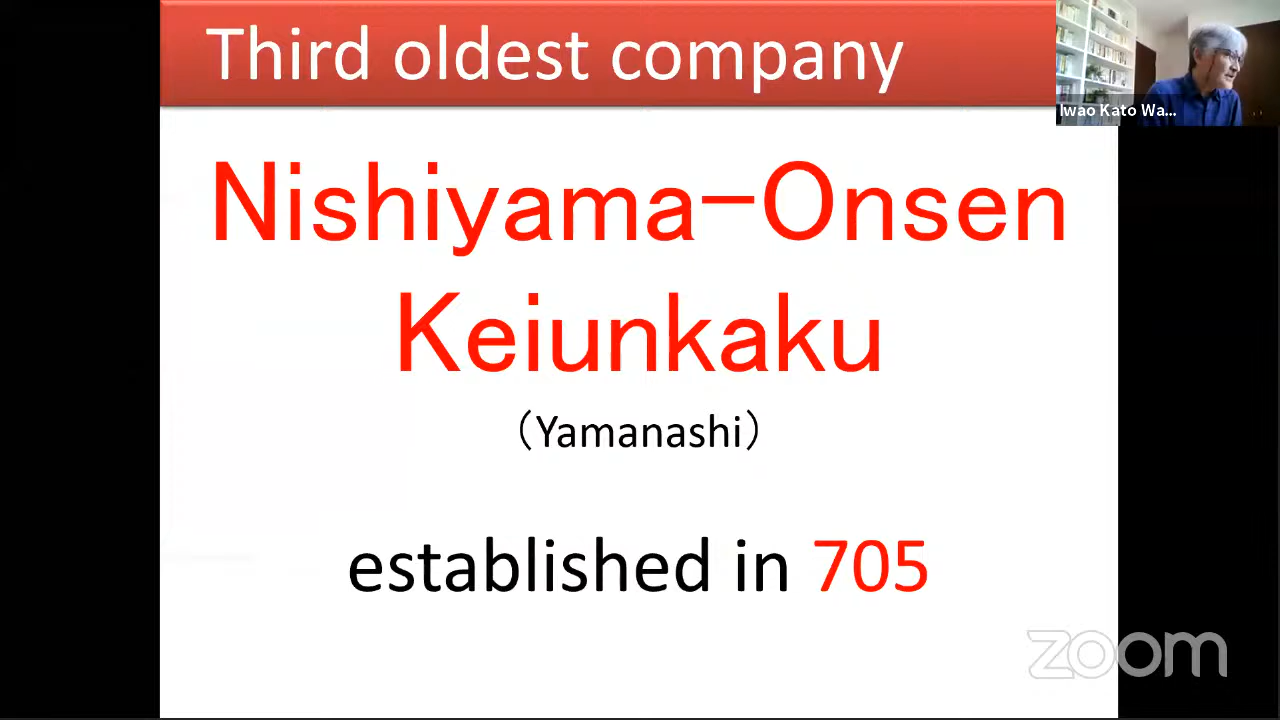 Third oldest company
Iwao Kato Wa...
Nishiyama-Onsen
Keiunkaku
（Yamanashi）
established in 705
zoom